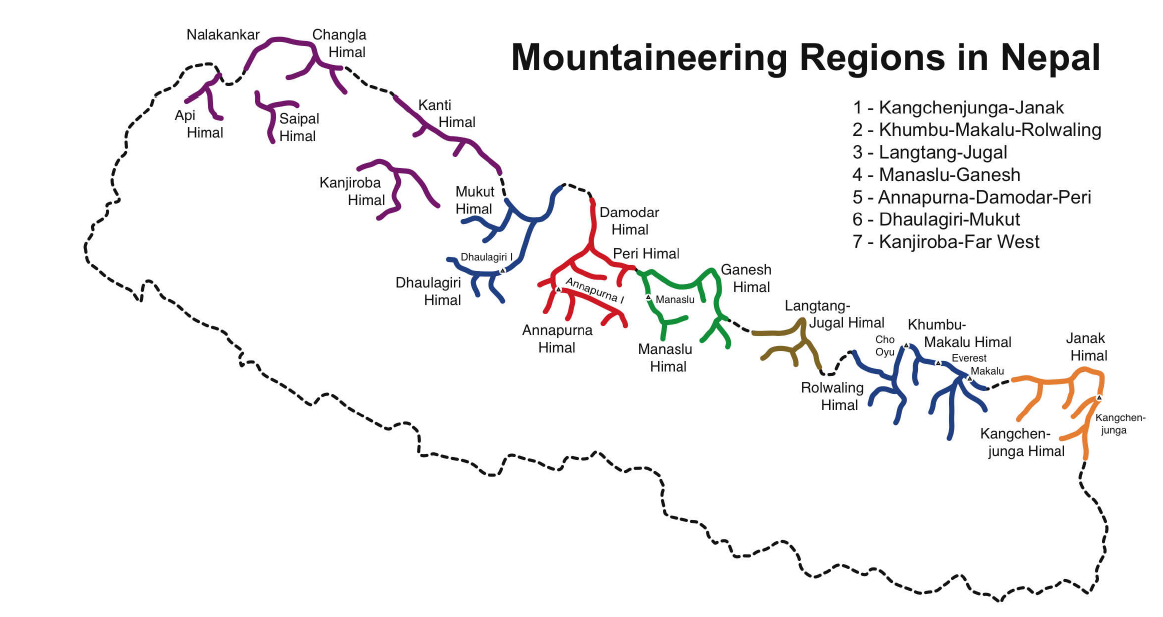 Mountaineering Regions in Nepal
1 - Kangchenjunga-Janak
2 - Khumbu-Makalu-Rolwaling
3 - Langtang-Jugal
4 - Manaslu-Ganesh
5 - Annapurna-Damodar-Peri
6 - Dhaulagiri-Mukut
7 - Kanjiroba-Far West
Nalakankar
Changla
Himal
Api
Himal
Saipal
Himal
Kanti
Himal
Kanjiroba
Himal
Mukut
Himal
Dhaulagiri I
Dhaulagiri
Himal
Damodar
Himal
Peri Himal
Annapurna I
Annapurna
Himal
Manaslu
Manaslu
Himal
Ganesh
Himal
Langtang-
Jugal Himal
Rolwaling
Himal
Cho
Oyu
Khumbu-
Makalu Himal
Everest
Makalu
Janak
Himal
Kangchen-
junga
Kangchen-
junga Himal